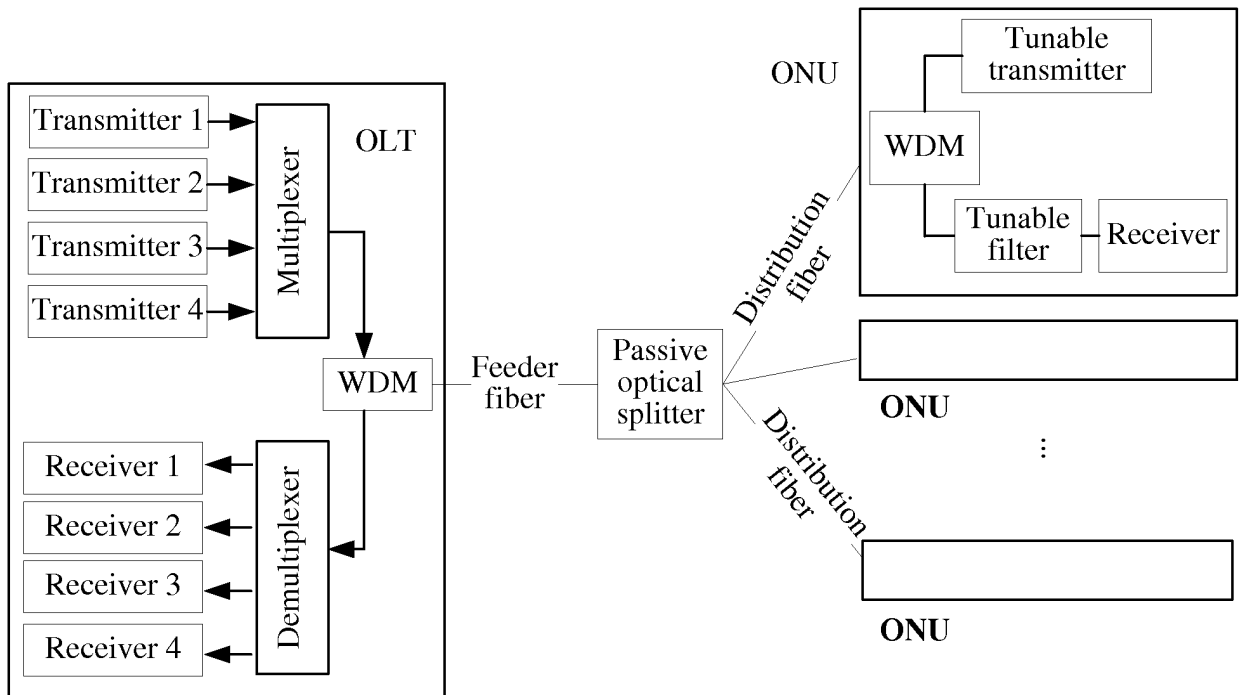 Transmitter 1
Transmitter 2
Transmitter 3
Transmitter 4
Multiplexer
OLT
WDM
Receiver 1
Receiver 2
Receiver 3
Receiver 4
Demultiplexer
Feeder
fiber
Passive
optical
splitter
Distribution
fiber
Distribution
fiber
ONU
Tunable
transmitter
WDM
Tunable
filter
Receiver
ONU
...
ONU